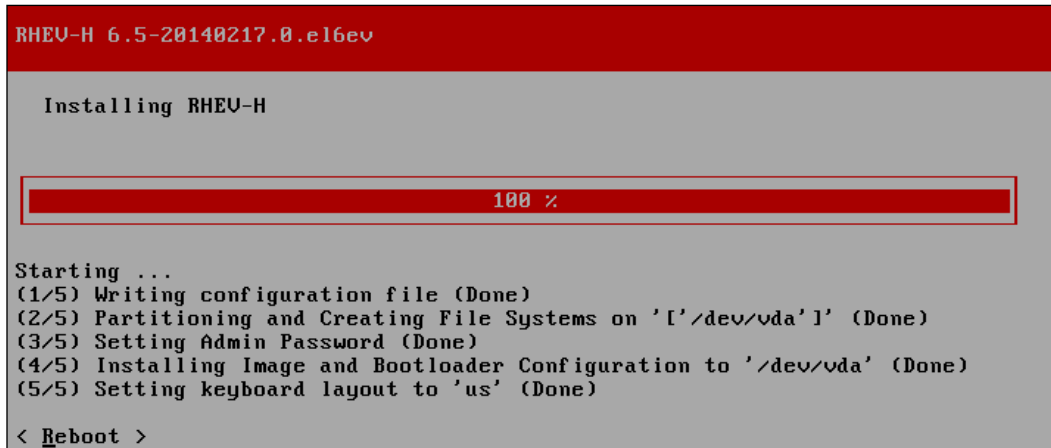 RHEV-H 6.5-20140217.0.el6ev
Installing RHEV-H
100 %
Starting ...
(1/5) Writing configuration file (Done)
(2/5) Partitioning and Creating File Systems on '['/dev/vda']' (Done)
(3/5) Setting Admin Password (Done)
(4/5) Installing Image and Bootloader Configuration to '/dev/vda' (Done)
(5/5) Setting keyboard layout to 'us' (Done)
< Reboot >